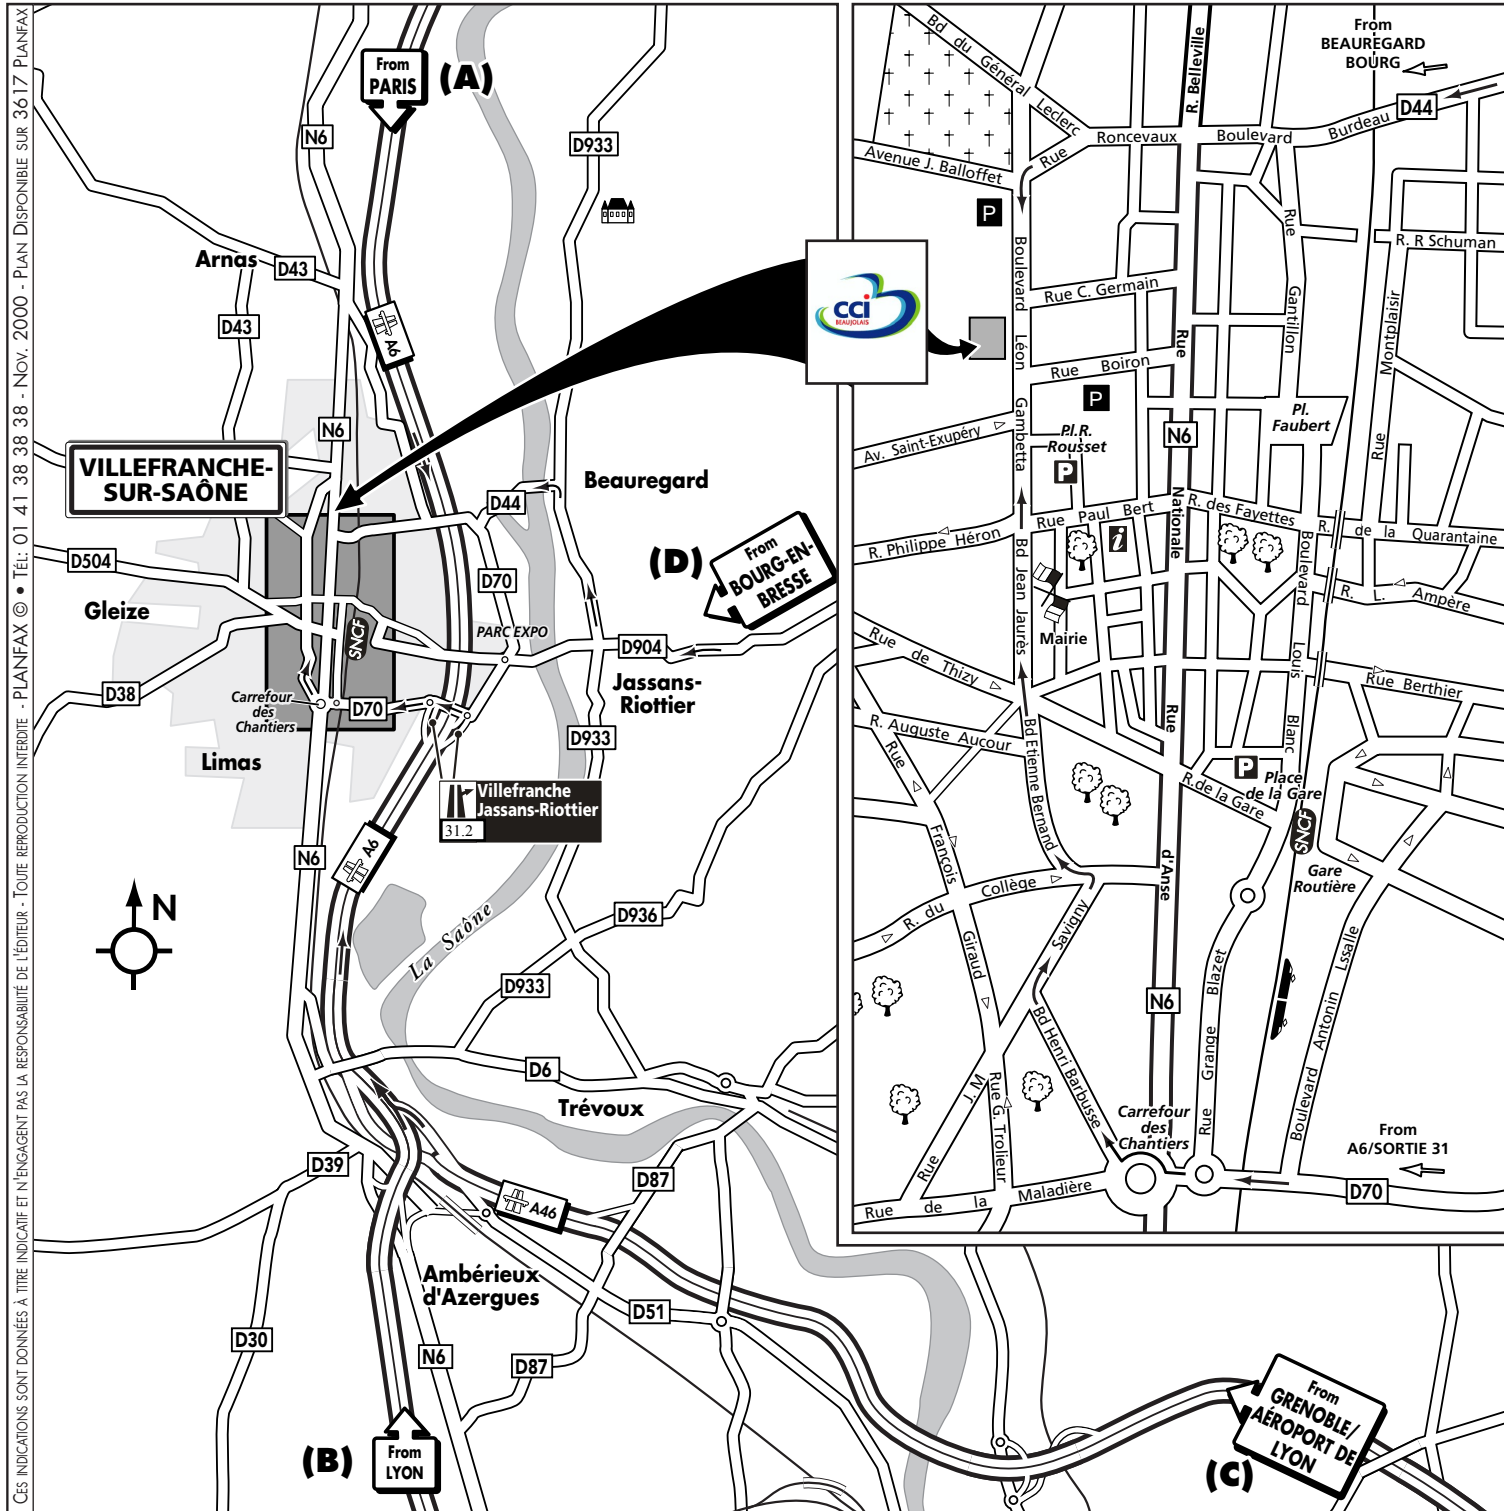 CES INDICATIONS SONT DONNÉES À TITRE INDICATIF ET N'ENGAGENT PAS LA RESPONSABILITÉ DE L'ÉDITEUR - TOUTE REPRODUCTION INTERDITE - PLANFAX © • TÉL: 01 41 38 38 38 - NOV. 2000 - PLAN DISPONIBLE SUR 3617 PLANFAX
From
PARIS
(A)
N6
D933
Arnas
D43
D43
A6
N6
VILLEFRANCHE-
SUR-SAÔNE
Beauregard
D44
D504
(D)
From
BOURG-EN-
BRESSE
D70
Gleize
SNCF
PARC EXPO
D904
D38
Carrefour
des
Chantiers
D70
Jassans-
Riottier
D933
Limas
Villefranche
Jassans-Riottier
31.2
A6
N6
N
La Saône
D936
D933
D6
Trévoux
D39
D87
A46
Ambérieux
d'Azergues
D51
D30
N6
D87
(B)
From
LYON
(C)
From
GRENOBLE/
AÉROPORT DE
LYON
cci
BEAUJOLAIS
Bd du Général Leclerc
R. Belleville
From
BEAUREGARD
BOURG
D44
Rue Roncevaux
Boulevard Burdeau
Avenue J. Balloffet
P
Rue Gantillon
R. R Schuman
Boulevard Léon Gambetta
Rue C. Germain
Rue Montplaisir
Rue Boiron
P
Rue Nationale
Pl.
Faubert
Av. Saint-Exupéry
Pl.R.
Rousset
P
N6
Rue Paul Bert
R. des Fayettes
R. de la Quarantaine
R. Philippe Héron
i
Bd Jean Jaurès
Boulevard Louis Blanc
R. L. Ampère
Mairie
Rue de Thizy
Rue Berthier
R. Auguste Aucour
Bd Etienne Bernand
Rue d'Anse
P
Place
de la Gare
R.de la Gare
SNCF
Gare
Routière
Rue François Giraud
R. du Collège
Rue J. M Savigny
N6
Rue Grange Blazet
Boulevard Antonin Lssalle
Bd Henri Barbusse
Rue G. Trolieur
Carrefour
des
Chantiers
From
A6/SORTIE 31
D70
Rue de la Maladière